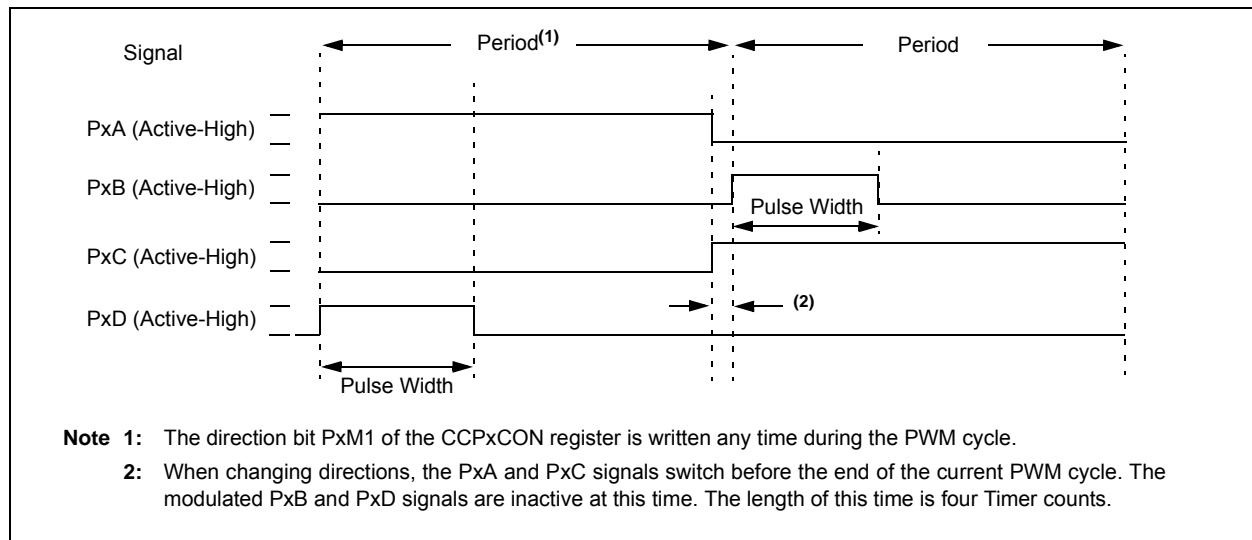 Signal
Period(1)
Period
PxA (Active-High)
PxB (Active-High)
Pulse Width
PxC (Active-High)
(2)
PxD (Active-High)
Pulse Width
Note 1: The direction bit PxM1 of the CCPxCON register is written any time during the PWM cycle.
2: When changing directions, the PxA and PxC signals switch before the end of the current PWM cycle. The
modulated PxB and PxD signals are inactive at this time. The length of this time is four Timer counts.